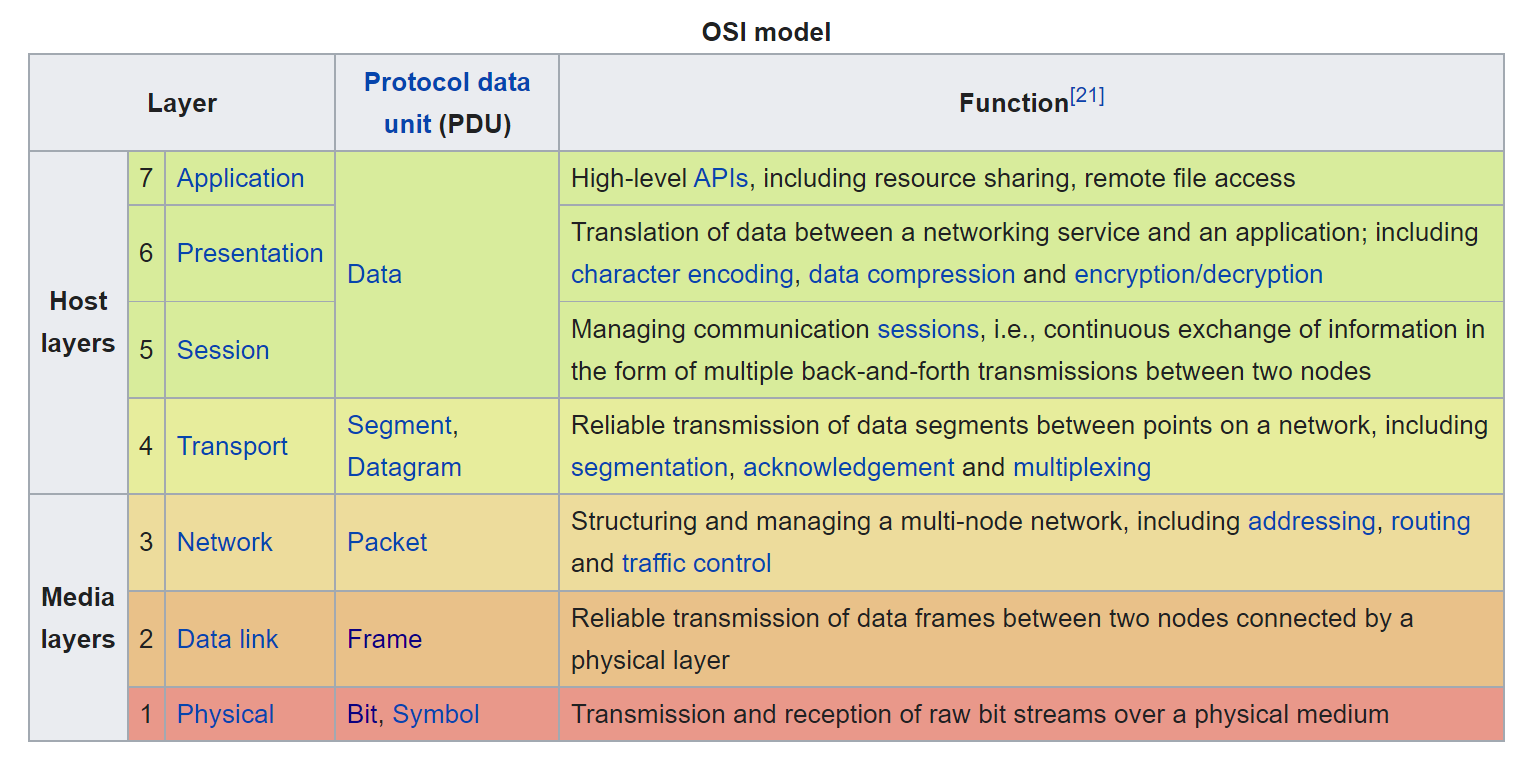 OSI model
Layer
Protocol data
unit (PDU)
Function[21]
Host
layers
7
Application
Data
High-level APIs, including resource sharing, remote file access
6
Presentation
Translation of data between a networking service and an application; including
character encoding, data compression and encryption/decryption
5
Session
Managing communication sessions, i.e., continuous exchange of information in
the form of multiple back-and-forth transmissions between two nodes
4
Transport
Segment,
Datagram
Reliable transmission of data segments between points on a network, including
segmentation, acknowledgement and multiplexing
Media
layers
3
Network
Packet
Structuring and managing a multi-node network, including addressing, routing
and traffic control
2
Data link
Frame
Reliable transmission of data frames between two nodes connected by a
physical layer
1
Physical
Bit, Symbol
Transmission and reception of raw bit streams over a physical medium